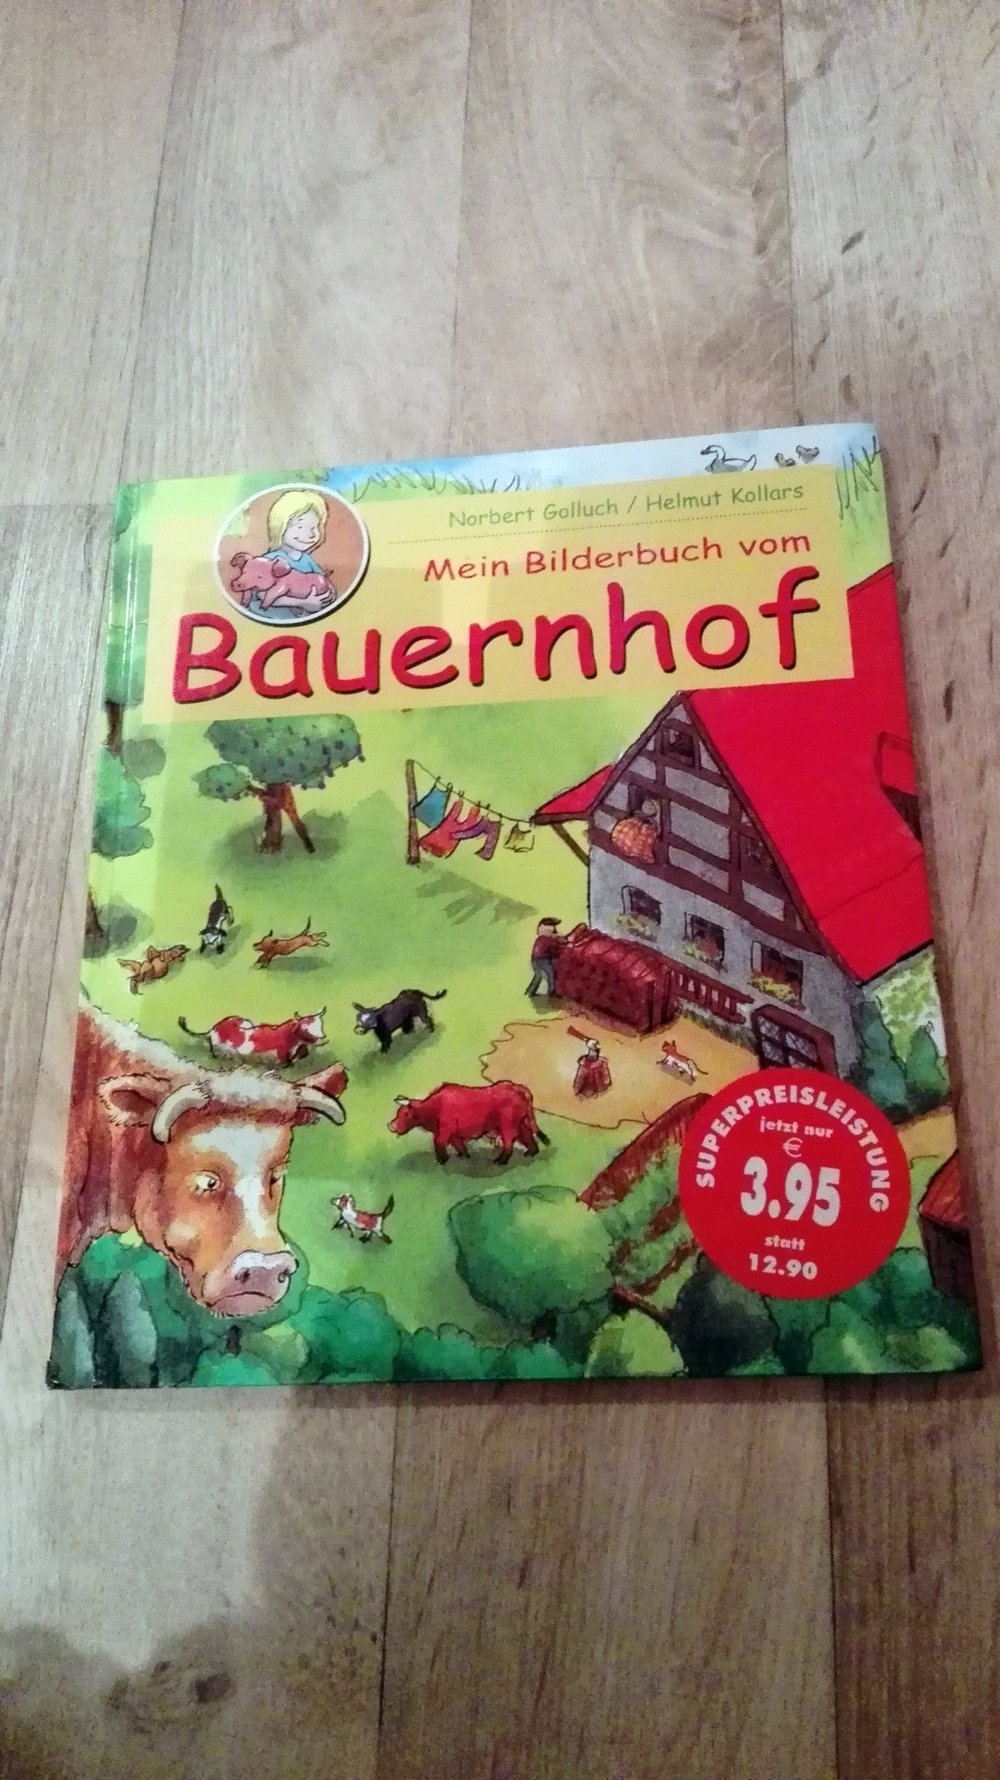 Norbert Golluch / Helmut Kollars
Mein Bilderbuch vom
Bauernhof
SUPERPREISLEISTUNG
jetzt nur
€
3.95
statt
12.90